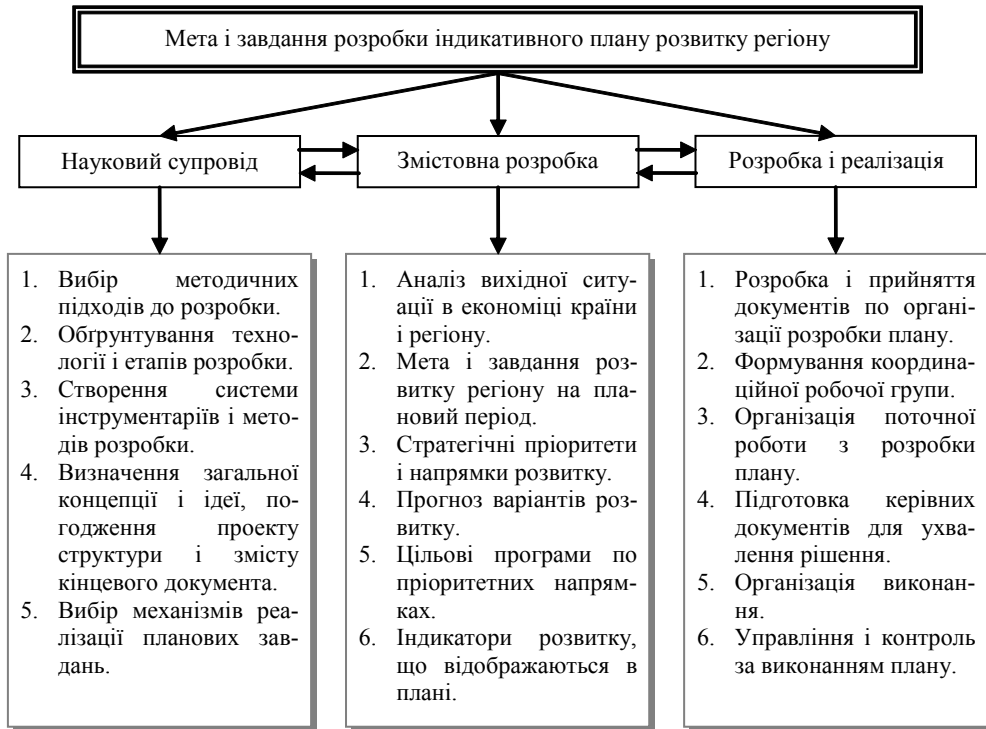 Мета і завдання розробки індикативного плану розвитку регіону
Науковий супровід
Змістовна розробка
Розробка і реалізація
1. Вибір методичних
підходів до розробки.
2. Обґрунтування техно-
логії і етапів розробки.
3. Створення системи
інструментаріїв і мето-
дів розробки.
4. Визначення загальної
концепції і ідеї, по-
годження проекту
структури і змісту
кінцевого документа.
5. Вибір механізмів реа-
лізації планових зав-
дань.
1. Аналіз вихідної ситу-
ації в економіці країни
і регіону.
2. Мета і завдання роз-
витку регіону на пла-
новий період.
3. Стратегічні пріоритети
і напрямки розвитку.
4. Прогноз варіантів роз-
витку.
5. Цільові програми по
пріоритетних напрям-
ках.
6. Індикатори розвитку,
що відображаються в
плані.
1. Розробка і прийняття
документів по органі-
зації розробки плану.
2. Формування координа-
ційної робочої групи.
3. Організація поточної
роботи з розробки
плану.
4. Підготовка керівних
документів для ухва-
лення рішення.
5. Організація виконан-
ня.
6. Управління і контроль
за виконанням плану.